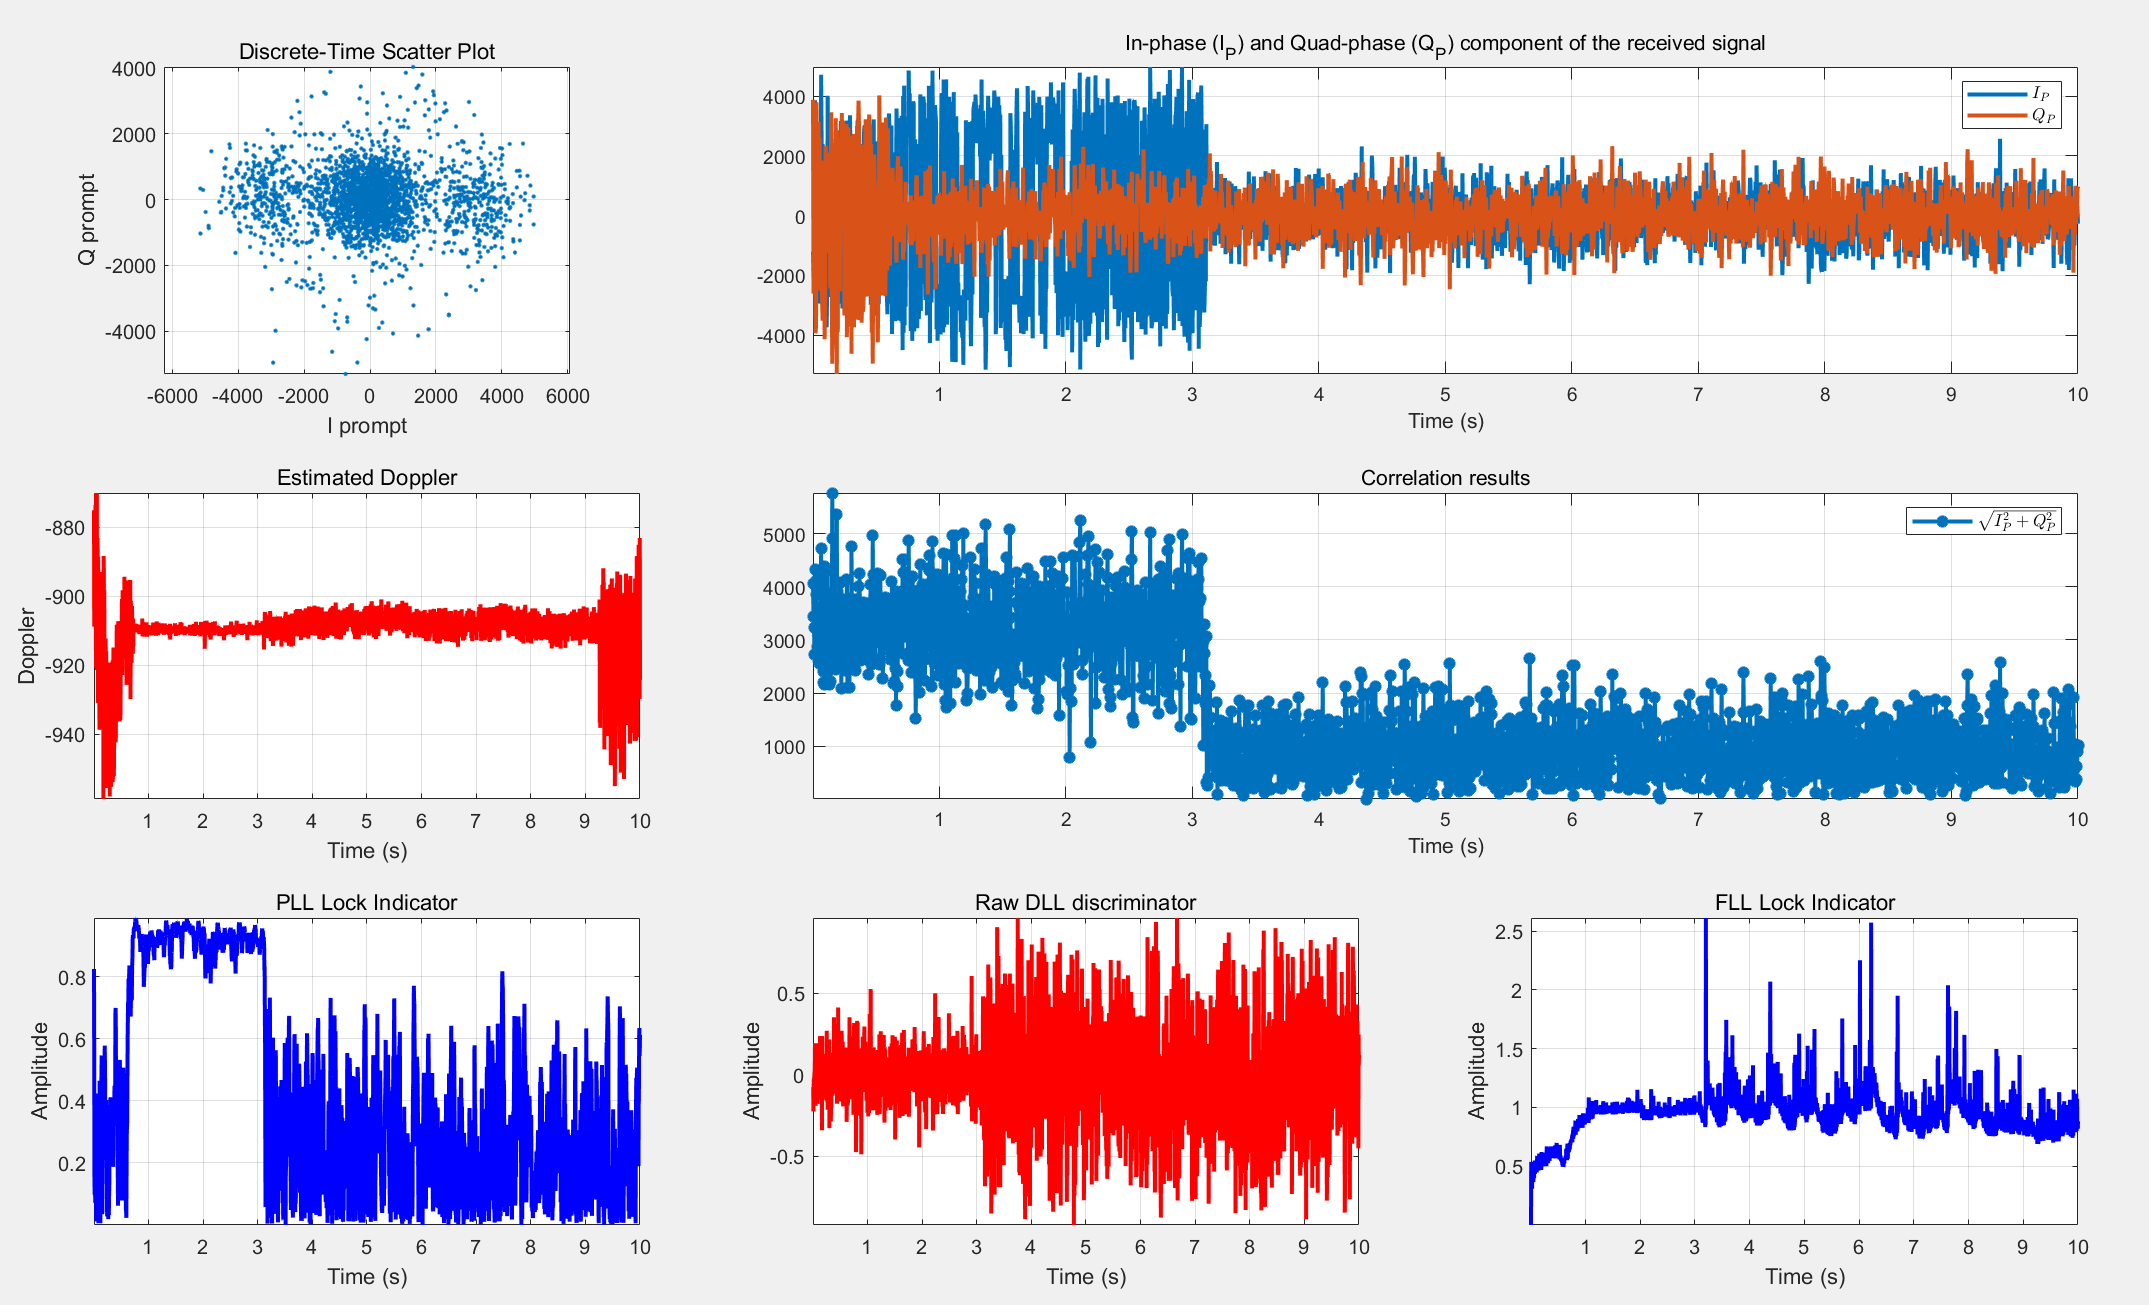 Discrete-Time Scatter Plot
4000
2000
0
-2000
-4000
-6000 -4000 -2000 0 2000 4000 6000
I prompt
Q prompt
In-phase (I_P) and Quad-phase (Q_P) component of the received signal
4000
2000
0
-2000
-4000
1 2 3 4 5 6 7 8 9 10
Time (s)
I_P
Q_P
Estimated Doppler
-880
-900
-920
-940
1 2 3 4 5 6 7 8 9 10
Time (s)
Doppler
Correlation results
5000
4000
3000
2000
1000
1 2 3 4 5 6 7 8 9 10
Time (s)
√I_P^2 + Q_P^2
PLL Lock Indicator
0.8
0.6
0.4
0.2
1 2 3 4 5 6 7 8 9 10
Time (s)
Amplitude
Raw DLL discriminator
0.5
0
-0.5
1 2 3 4 5 6 7 8 9 10
Time (s)
Amplitude
FLL Lock Indicator
2.5
2
1.5
1
0.5
1 2 3 4 5 6 7 8 9 10
Time (s)
Amplitude